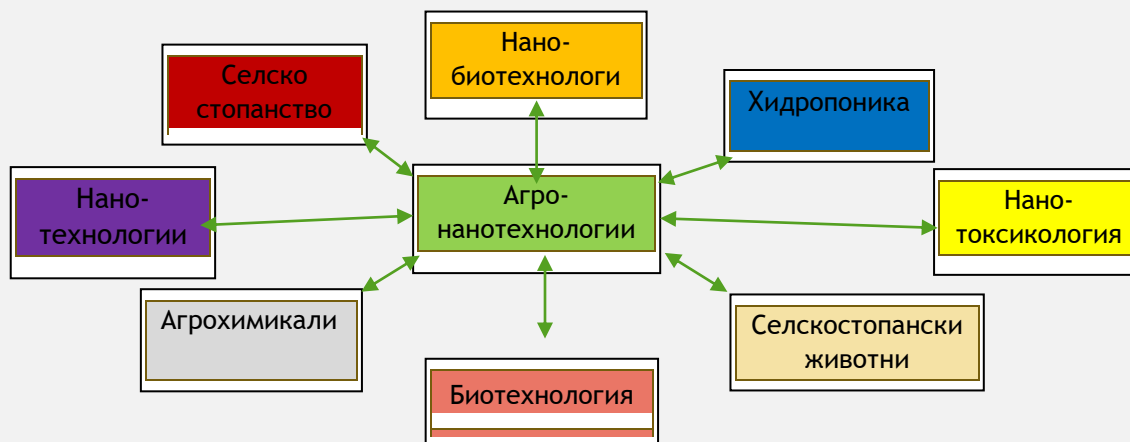 Нано-
биотехнологи
Селско
стопанство
Хидропоника
Нано-
технологии
Агро-
нанотехнологии
Нано-
токсикология
Агрохимикали
Селскостопански
животни
Биотехнология